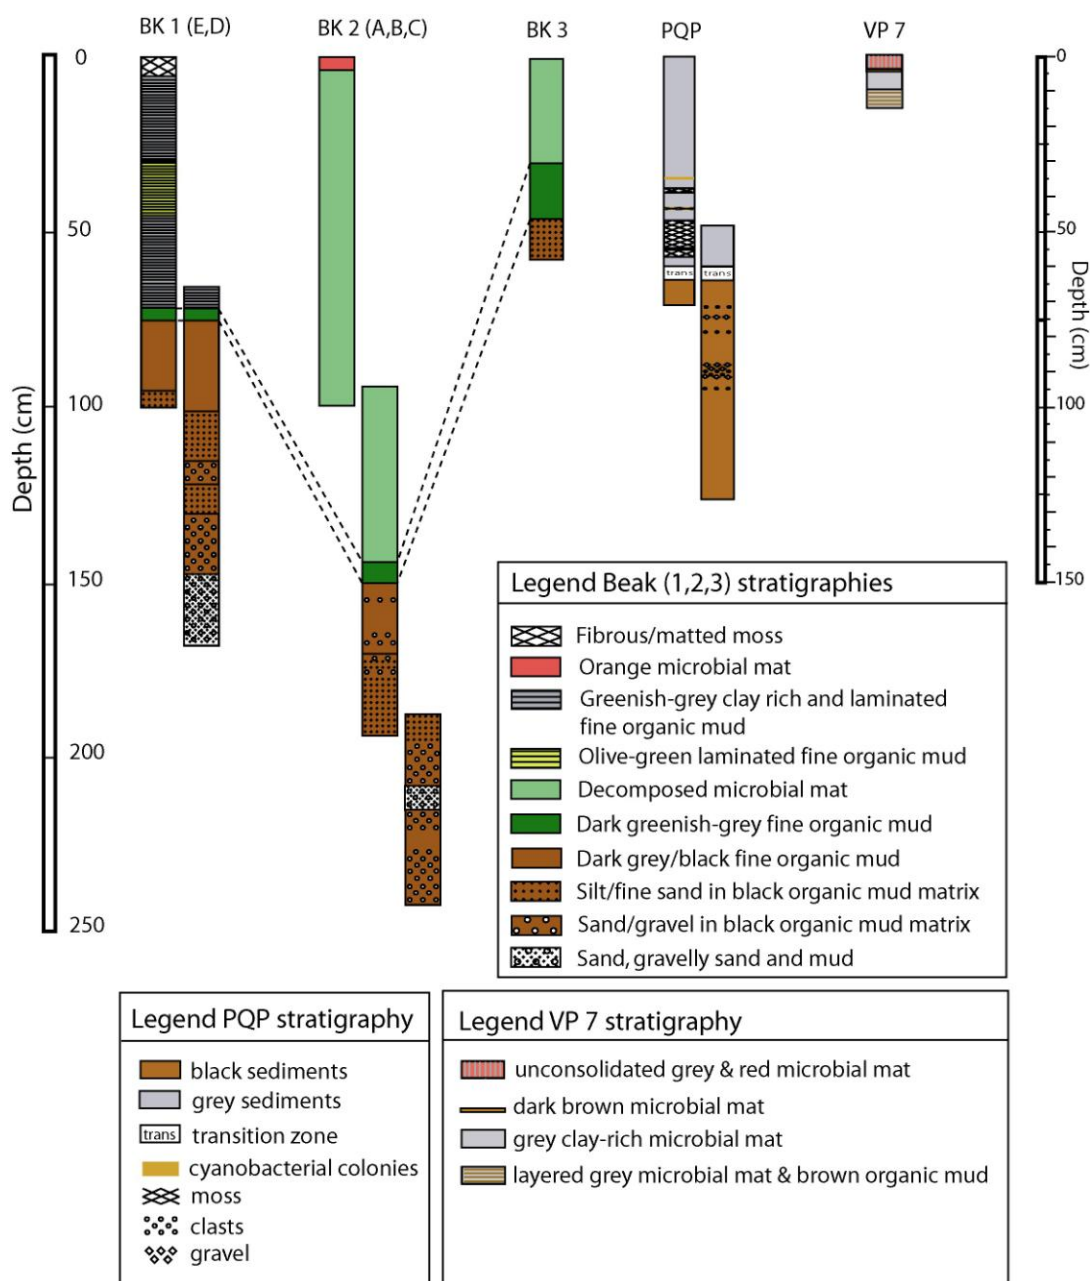 BK 1 (E,D)
BK 2 (A,B,C)
BK 3
PQP
VP 7
0
50
100
150
200
250
Depth (cm)
trans
trans
0
50
100
150
Depth (cm)
Legend Beak (1,2,3) stratigraphies
Fibrous/matted moss
Orange microbial mat
Greenish-grey clay rich and laminated
fine organic mud
Olive-green laminated fine organic mud
Decomposed microbial mat
Dark greenish-grey fine organic mud
Dark grey/black fine organic mud
Silt/fine sand in black organic mud matrix
Sand/gravel in black organic mud matrix
Sand, gravelly sand and mud
Legend PQP stratigraphy
black sediments
grey sediments
trans transition zone
cyanobacterial colonies
moss
clasts
gravel
Legend VP 7 stratigraphy
unconsolidated grey & red microbial mat
dark brown microbial mat
grey clay-rich microbial mat
layered grey microbial mat & brown organic mud